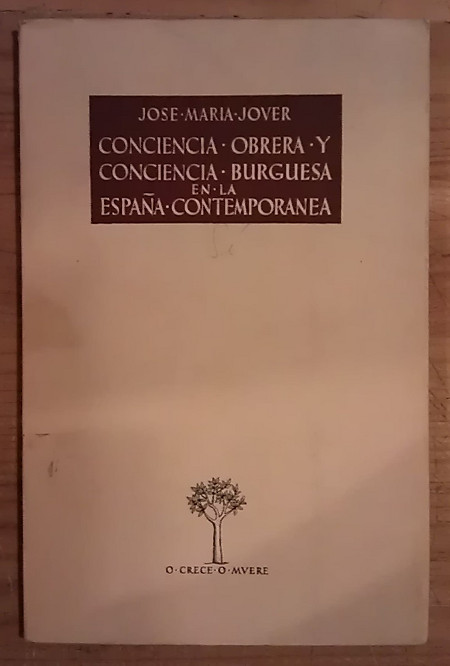 JOSE·MARIA·JOVER
CONCIENCIA·OBRERA·Y
CONCIENCIA·BURGUESA
EN·LA
ESPAÑA·CONTEMPORANEA
O·CRECE·O·MVERE